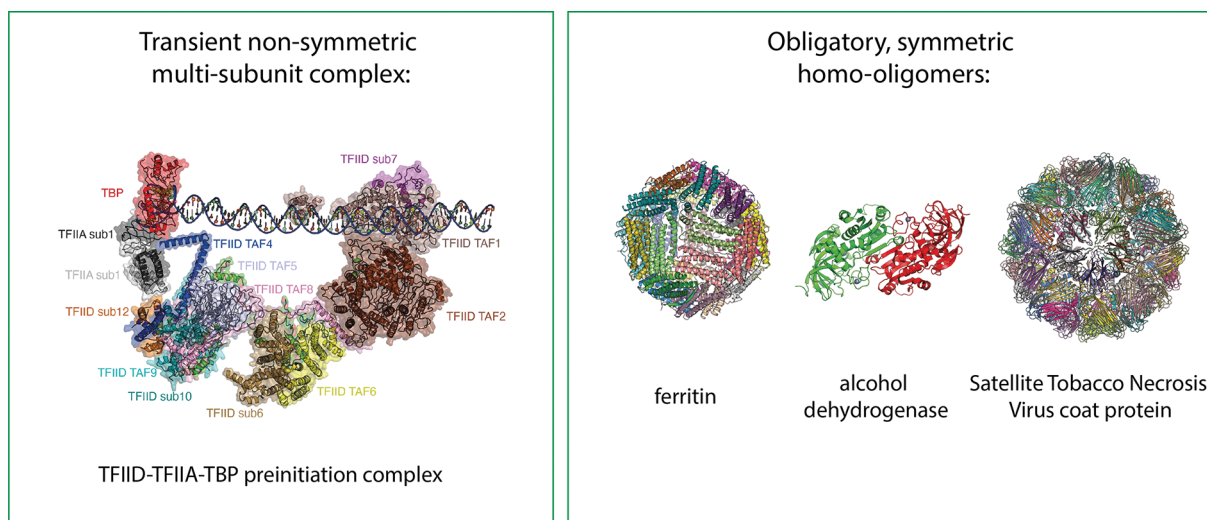 Transient non-symmetric
multi-subunit complex:
TFIID sub7
TBP
TFIIA sub1
TFIID TAF4
TFIID TAF1
TFIIA sub1
TFIID TAF5
TFIID TAF8
TFIID sub12
TFIID TAF2
TFIID TAF9
TFIID TAF6
TFIID sub10
TFIID sub6
TFIID-TFIIA-TBP preinitiation complex
Obligatory, symmetric
homo-oligomers:
ferritin
alcohol
dehydrogenase
Satellite Tobacco Necrosis
Virus coat protein